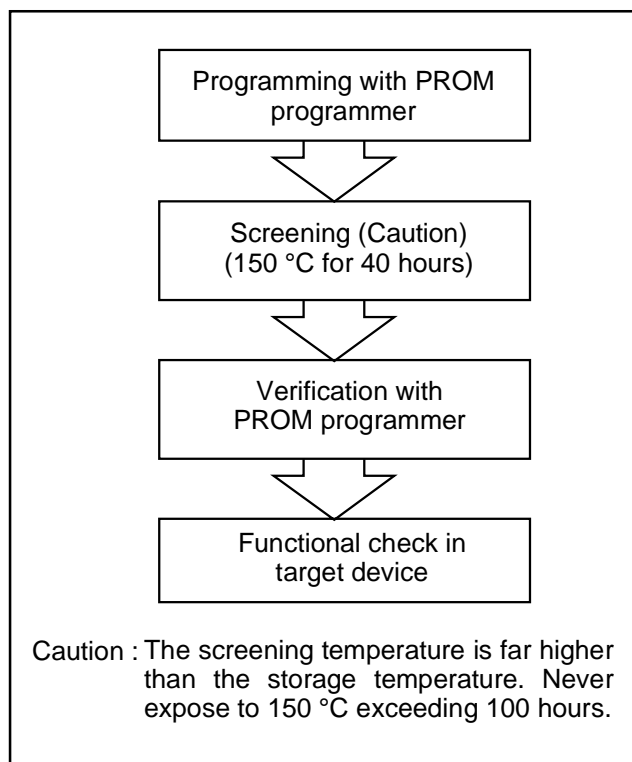 Programming with PROM
programmer
Screening (Caution)
(150 °C for 40 hours)
Verification with
PROM programmer
Functional check in
target device
Caution : The screening temperature is far higher
than the storage temperature. Never
expose to 150 °C exceeding 100 hours.